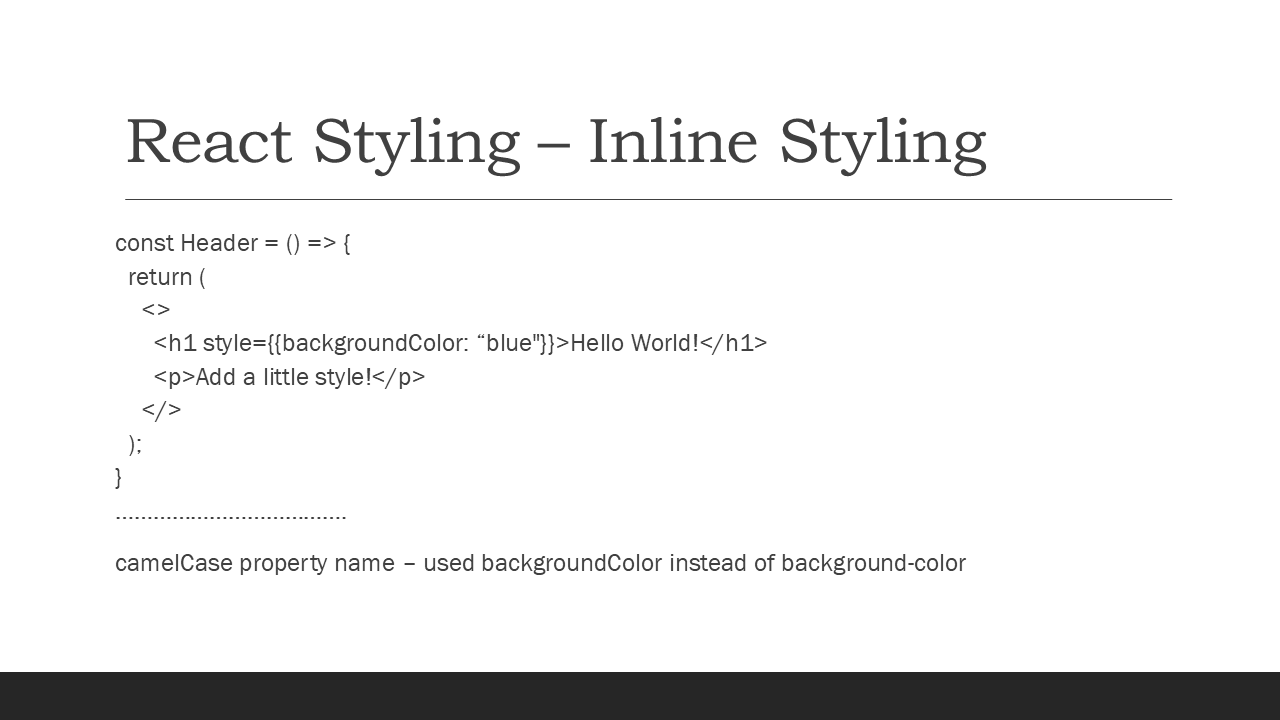 React Styling – Inline Styling
const Header = () => {
  return (
    <>
      <h1 style={{backgroundColor: “blue"}}>Hello World!</h1>
      <p>Add a little style!</p>
    </>
  );
}
…………………………….
camelCase property name – used backgroundColor instead of background-color